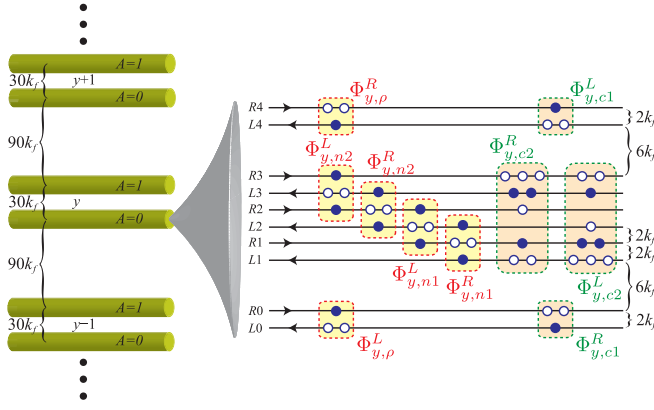 A=1
30k_f
y+1
A=0
90k_f
A=1
30k_f
y
A=0
90k_f
A=1
30k_f
y−1
A=0
Φ^R_{y,ρ}
Φ^L_{y,c1}
R4
L4
2k_f
6k_f
Φ^L_{y,n2}
Φ^R_{y,n2}
Φ^R_{y,c2}
R3
L3
R2
L2
R1
L1
2k_f
2k_f
Φ^L_{y,n1}
Φ^R_{y,n1}
Φ^L_{y,c2}
6k_f
R0
L0
2k_f
Φ^L_{y,ρ}
Φ^R_{y,c1}